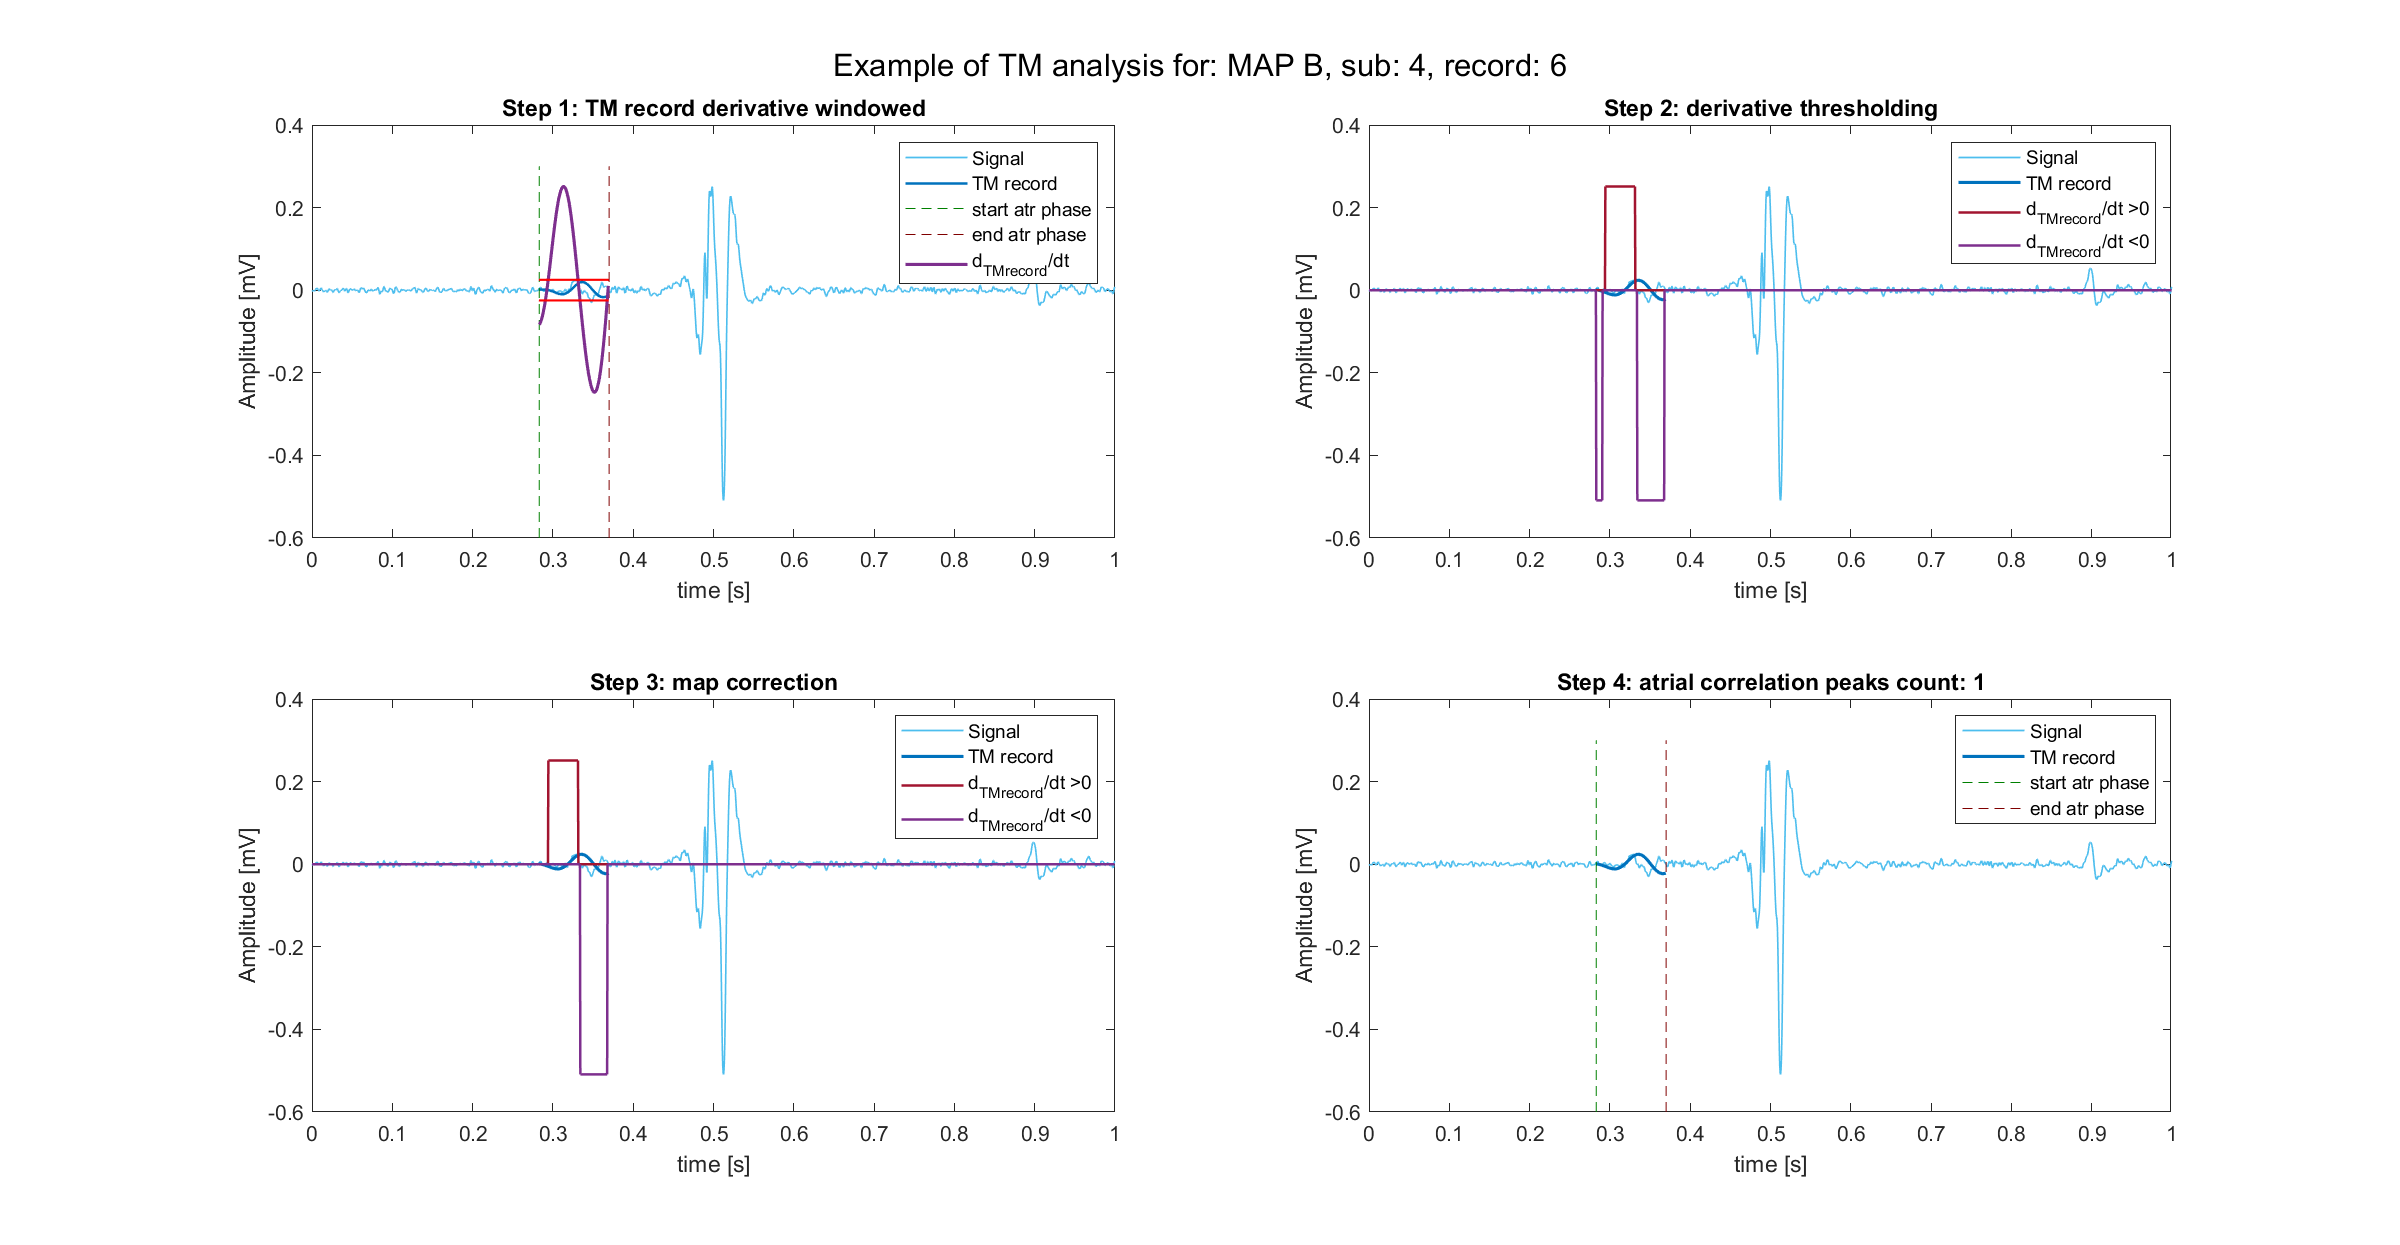 Example of TM analysis for: MAP B, sub: 4, record: 6
Step 1: TM record derivative windowed
0.4
0.2
0
-0.2
-0.4
-0.6
Amplitude [mV]
0 0.1 0.2 0.3 0.4 0.5 0.6 0.7 0.8 0.9 1
time [s]
Signal
TM record
start atr phase
end atr phase
dTMrecord/dt
Step 2: derivative thresholding
0.4
0.2
0
-0.2
-0.4
-0.6
Amplitude [mV]
0 0.1 0.2 0.3 0.4 0.5 0.6 0.7 0.8 0.9 1
time [s]
Signal
TM record
dTMrecord/dt >0
dTMrecord/dt <0
Step 3: map correction
0.4
0.2
0
-0.2
-0.4
-0.6
Amplitude [mV]
0 0.1 0.2 0.3 0.4 0.5 0.6 0.7 0.8 0.9 1
time [s]
Signal
TM record
dTMrecord/dt >0
dTMrecord/dt <0
Step 4: atrial correlation peaks count: 1
0.4
0.2
0
-0.2
-0.4
-0.6
Amplitude [mV]
0 0.1 0.2 0.3 0.4 0.5 0.6 0.7 0.8 0.9 1
time [s]
Signal
TM record
start atr phase
end atr phase